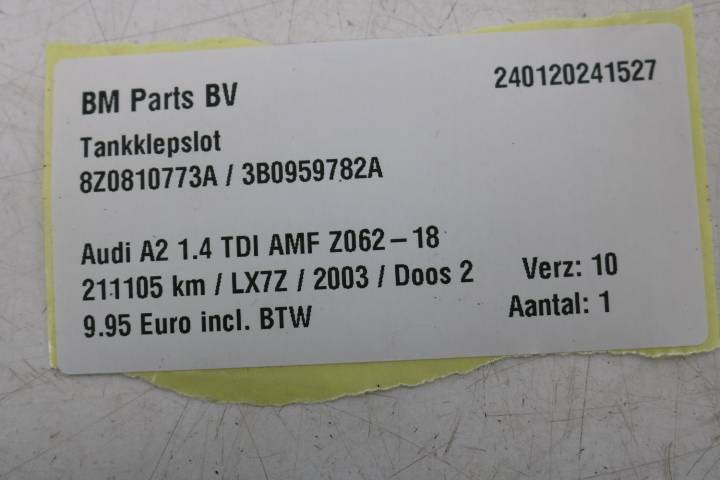 BM Parts BV 240120241527
Tankklepslot
8Z0810773A / 3B0959782A
Audi A2 1.4 TDI AMF Z062-18
211105 km / LX7Z / 2003 / Doos 2 Verz: 10
9.95 Euro incl. BTW Aantal: 1